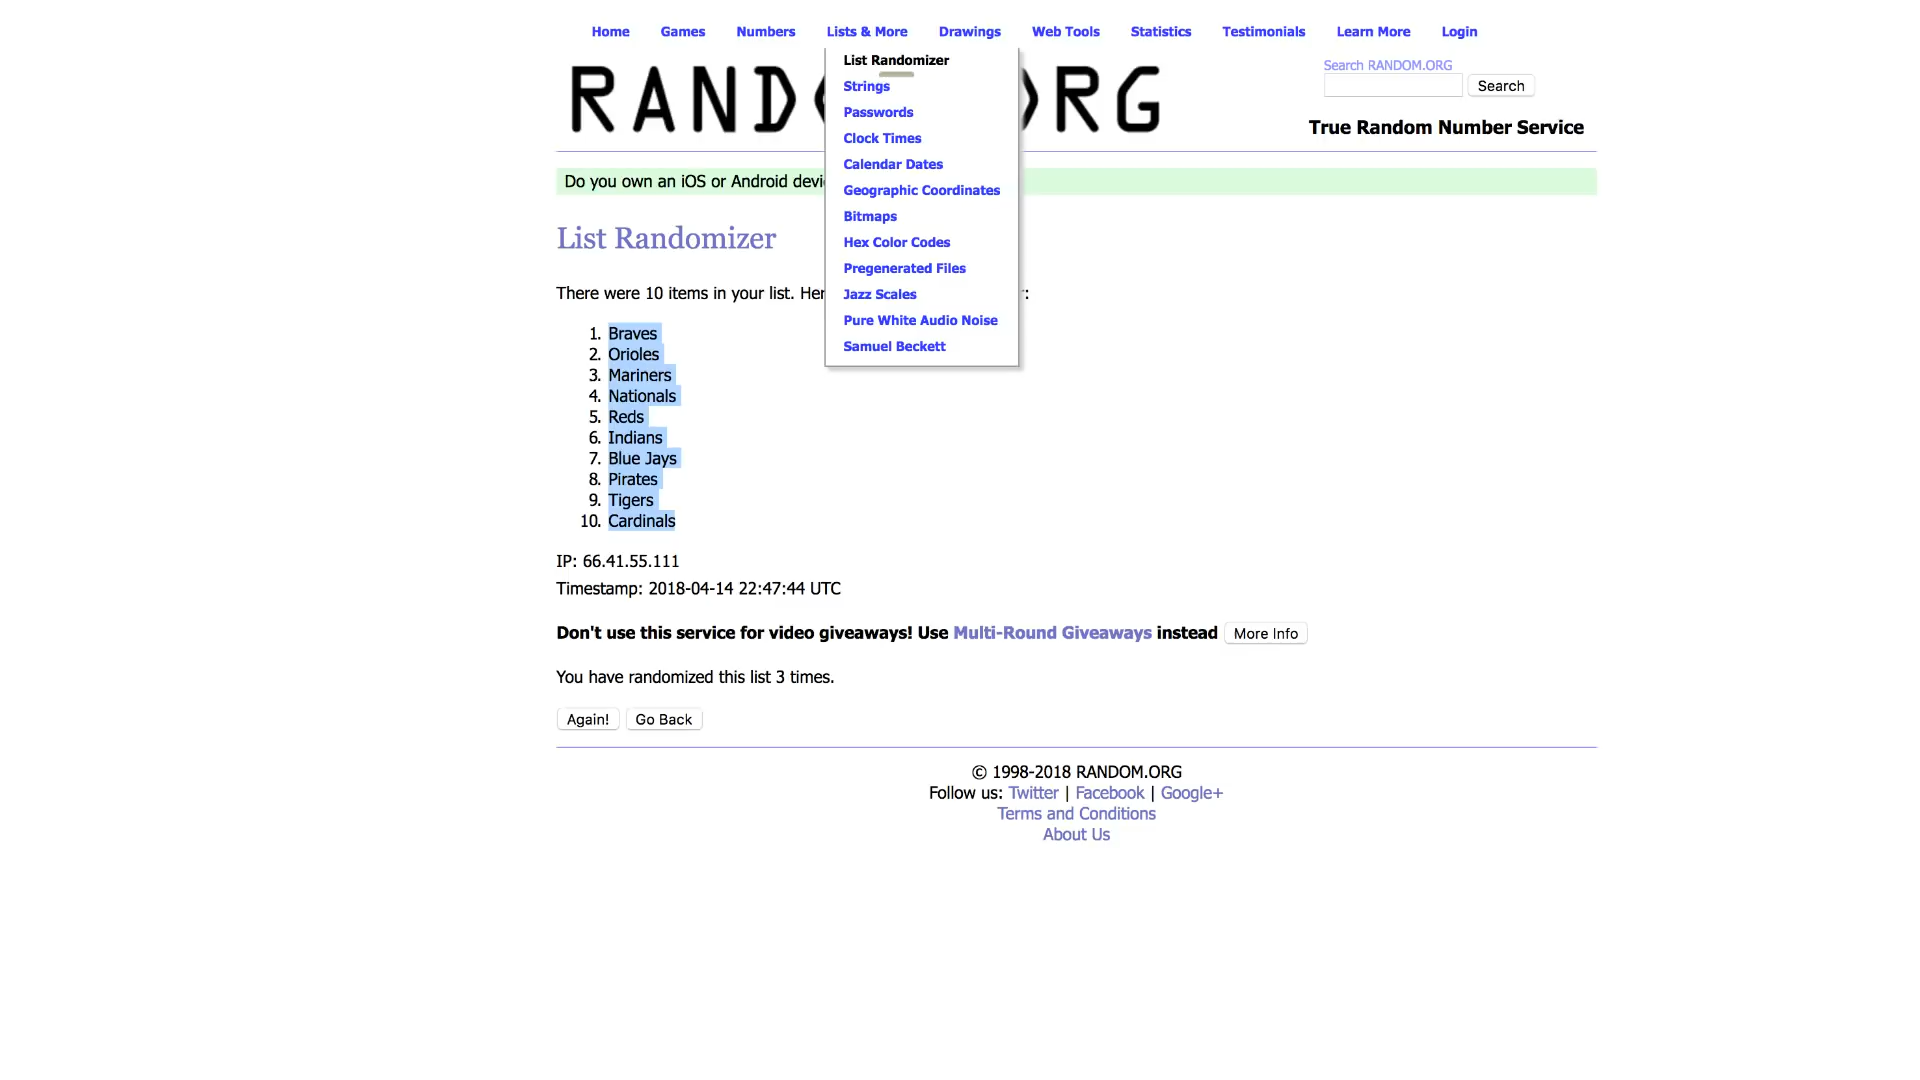 Home Games Numbers Lists & More Drawings Web Tools Statistics Testimonials Learn More Login
List Randomizer
Strings
Passwords
Clock Times
Calendar Dates
Geographic Coordinates
Bitmaps
Hex Color Codes
Pregenerated Files
Jazz Scales
Pure White Audio Noise
Samuel Beckett
RAND RG
Search RANDOM.ORG
Search
True Random Number Service
Do you own an iOS or Android
List Randomizer
There were 10 items in your list.
1. Braves
2. Orioles
3. Mariners
4. Nationals
5. Reds
6. Indians
7. Blue Jays
8. Pirates
9. Tigers
10. Cardinals
IP: 66.41.55.111
Timestamp: 2018-04-14 22:47:44 UTC
Don't use this service for video giveaways! Use Multi-Round Giveaways instead More Info
You have randomized this list 3 times.
Again! Go Back
© 1998-2018 RANDOM.ORG
Follow us: Twitter | Facebook | Google+
Terms and Conditions
About Us